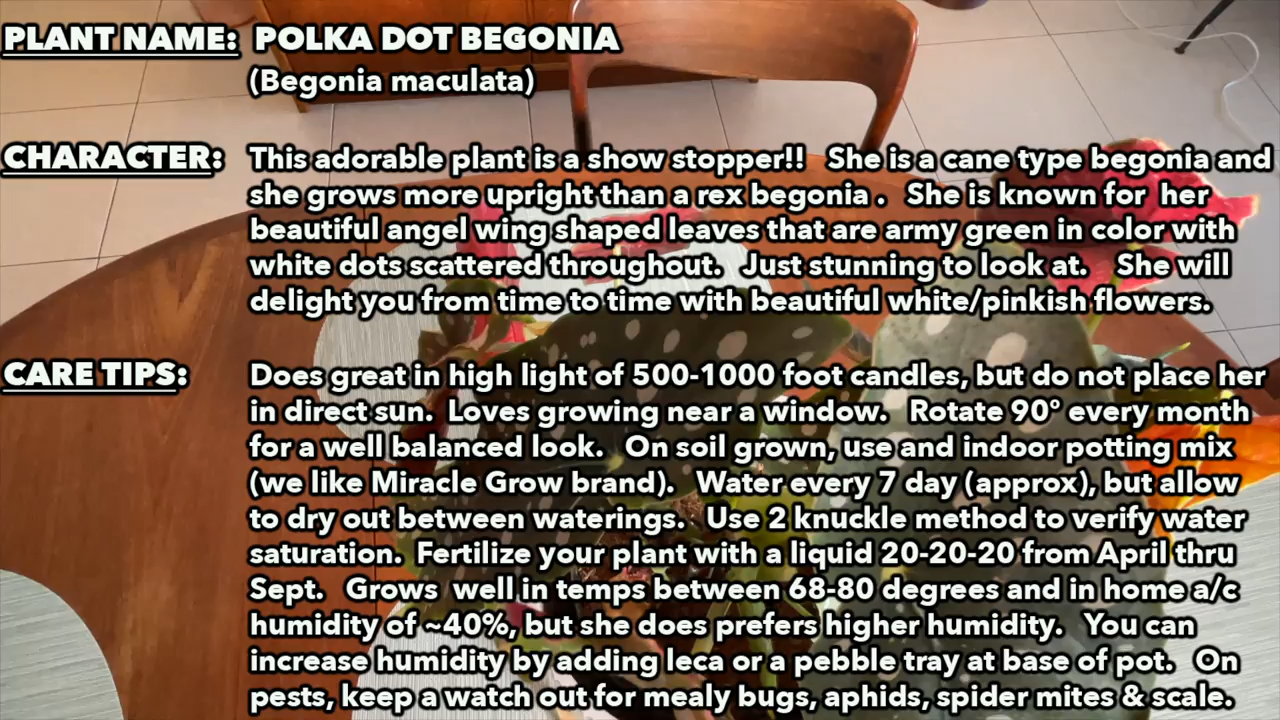 PLANT NAME: POLKA DOT BEGONIA
(Begonia maculata)
CHARACTER: This adorable plant is a show stopper!! She is a cane type begonia and
she grows more upright than a rex begonia . She is known for her
beautiful angel wing shaped leaves that are army green in color with
white dots scattered throughout. Just stunning to look at. She will
delight you from time to time with beautiful white/pinkish flowers.
CARE TIPS: Does great in high light of 500-1000 foot candles, but do not place her
in direct sun. Loves growing near a window. Rotate 90º every month
for a well balanced look. On soil grown, use and indoor potting mix
(we like Miracle Grow brand). Water every 7 day (approx), but allow
to dry out between waterings. Use 2 knuckle method to verify water
saturation. Fertilize your plant with a liquid 20-20-20 from April thru
Sept. Grows well in temps between 68-80 degrees and in home a/c
humidity of ~40%, but she does prefers higher humidity. You can
increase humidity by adding leca or a pebble tray at base of pot. On
pests, keep a watch out for mealy bugs, aphids, spider mites & scale.